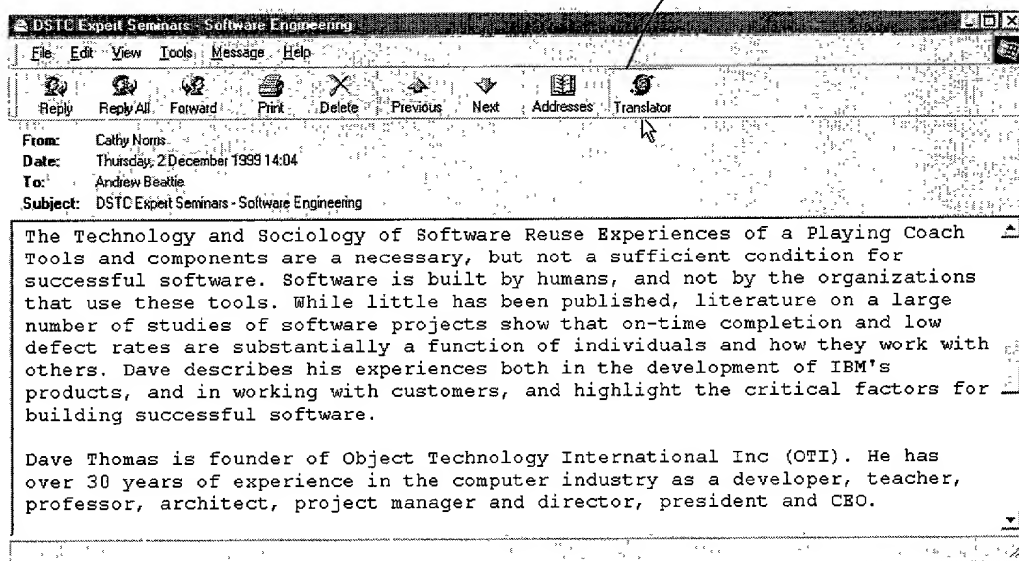 DSTC Expert Seminars - Software Engineering
File Edit View Tools Message Help
Reply Reply All Forward Print Delete Previous Next Addresses Translator
From: Cathy Norris
Date: Thursday, 2 December 1999 14:04
To: Andrew Beattie
Subject: DSTC Expert Seminars - Software Engineering
The Technology and Sociology of Software Reuse Experiences of a Playing Coach
Tools and components are a necessary, but not a sufficient condition for
successful software. Software is built by humans, and not by the organizations
that use these tools. While little has been published, literature on a large
number of studies of software projects show that on-time completion and low
defect rates are substantially a function of individuals and how they work with
others. Dave describes his experiences both in the development of IBM's
products, and in working with customers, and highlight the critical factors for
building successful software.
Dave Thomas is founder of Object Technology International Inc (OTI). He has
over 30 years of experience in the computer industry as a developer, teacher,
professor, architect, project manager and director, president and CEO.